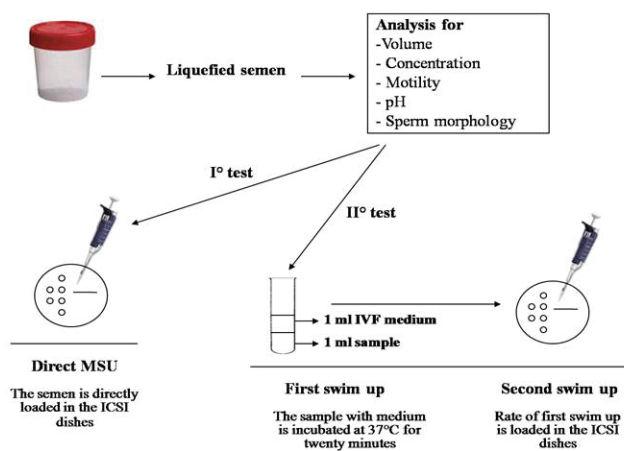 Liquefied semen
Analysis for
-Volume
- Concentration
- Motility
- pH
- Sperm morphology
I° test
II° test
1 ml IVF medium
1 ml sample
Direct MSU
The semen is directly
loaded in the ICSI
dishes
First swim up
The sample with medium
is incubated at 37°C for
twenty minutes
Second swim up
Rate of first swim up
is loaded in the ICSI
dishes